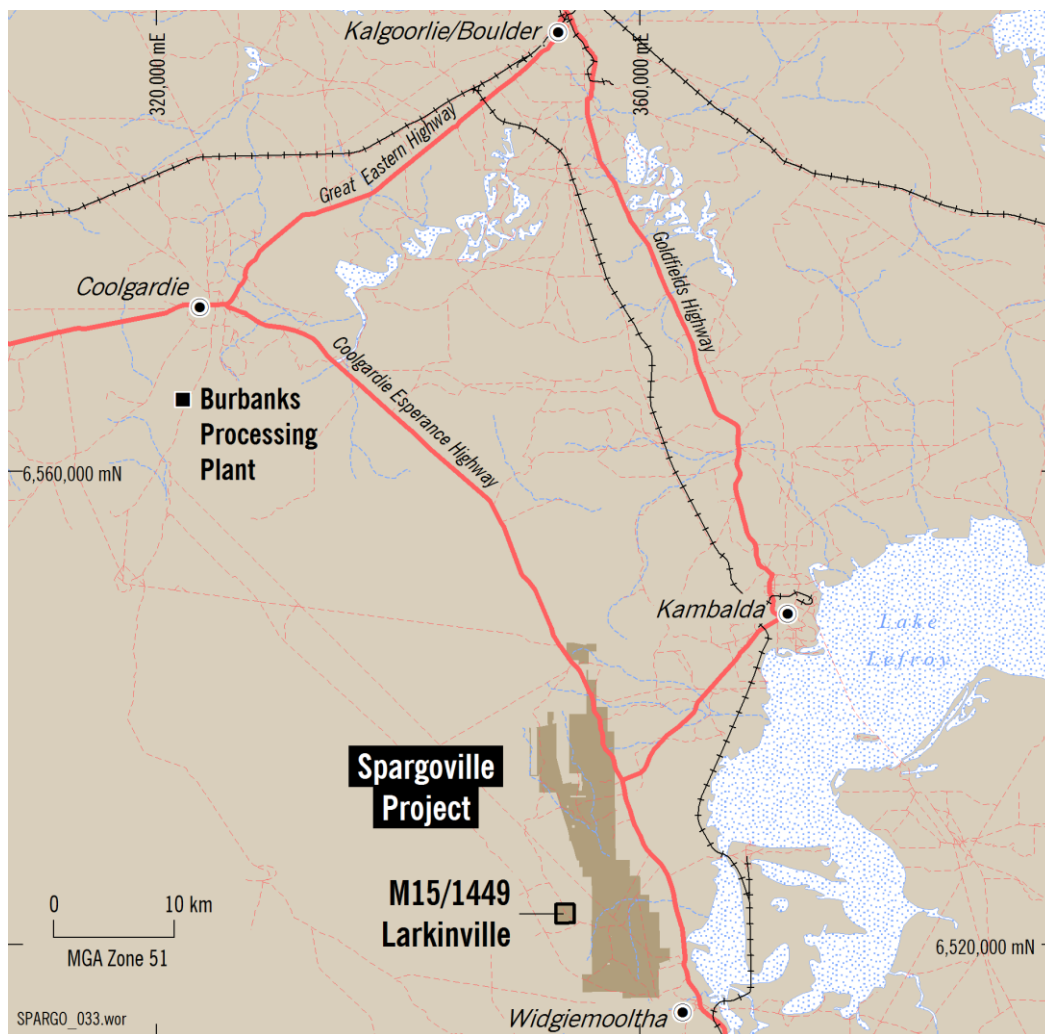 Kalgoorlie/Boulder
320,000 mE
360,000 mE
Great Eastern Highway
Goldfields Highway
Coolgardie
Coolgardie Esperance Highway
Burbanks
Processing
Plant
6,560,000 mN
Kambalda
Lake
Lefroy
Spargoville
Project
M15/1449
Larkinville
0 10 km
MGA Zone 51
6,520,000 mN
SPARGO_033.wor
Widgiemooltha